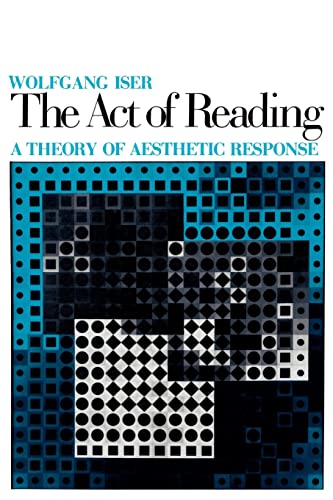 WOLFGANG ISER
The Act of Reading
A THEORY OF AESTHETIC RESPONSE